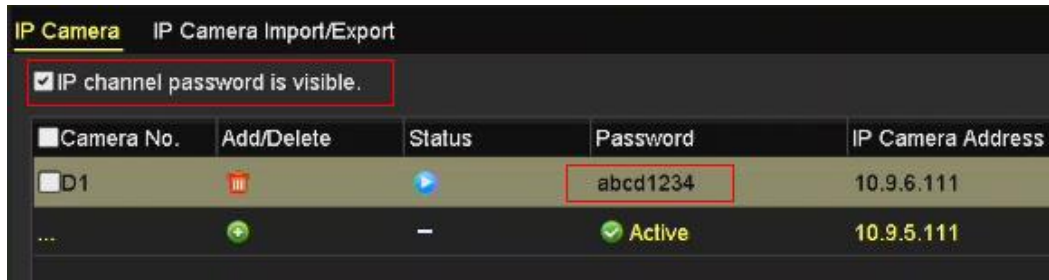 IP Camera IP Camera Import/Export
IP channel password is visible.
Camera No. Add/Delete Status Password IP Camera Address
D1 abcd1234 10.9.6.111
... – Active 10.9.5.111